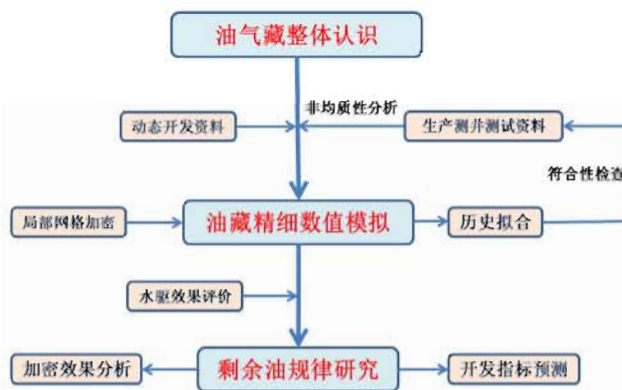 油气藏整体认识
非均质性分析
动态开发资料
生产测井测试资料
符合性检查
局部网格加密
油藏精细数值模拟
历史拟合
水驱效果评价
加密效果分析
剩余油规律研究
开发指标预测